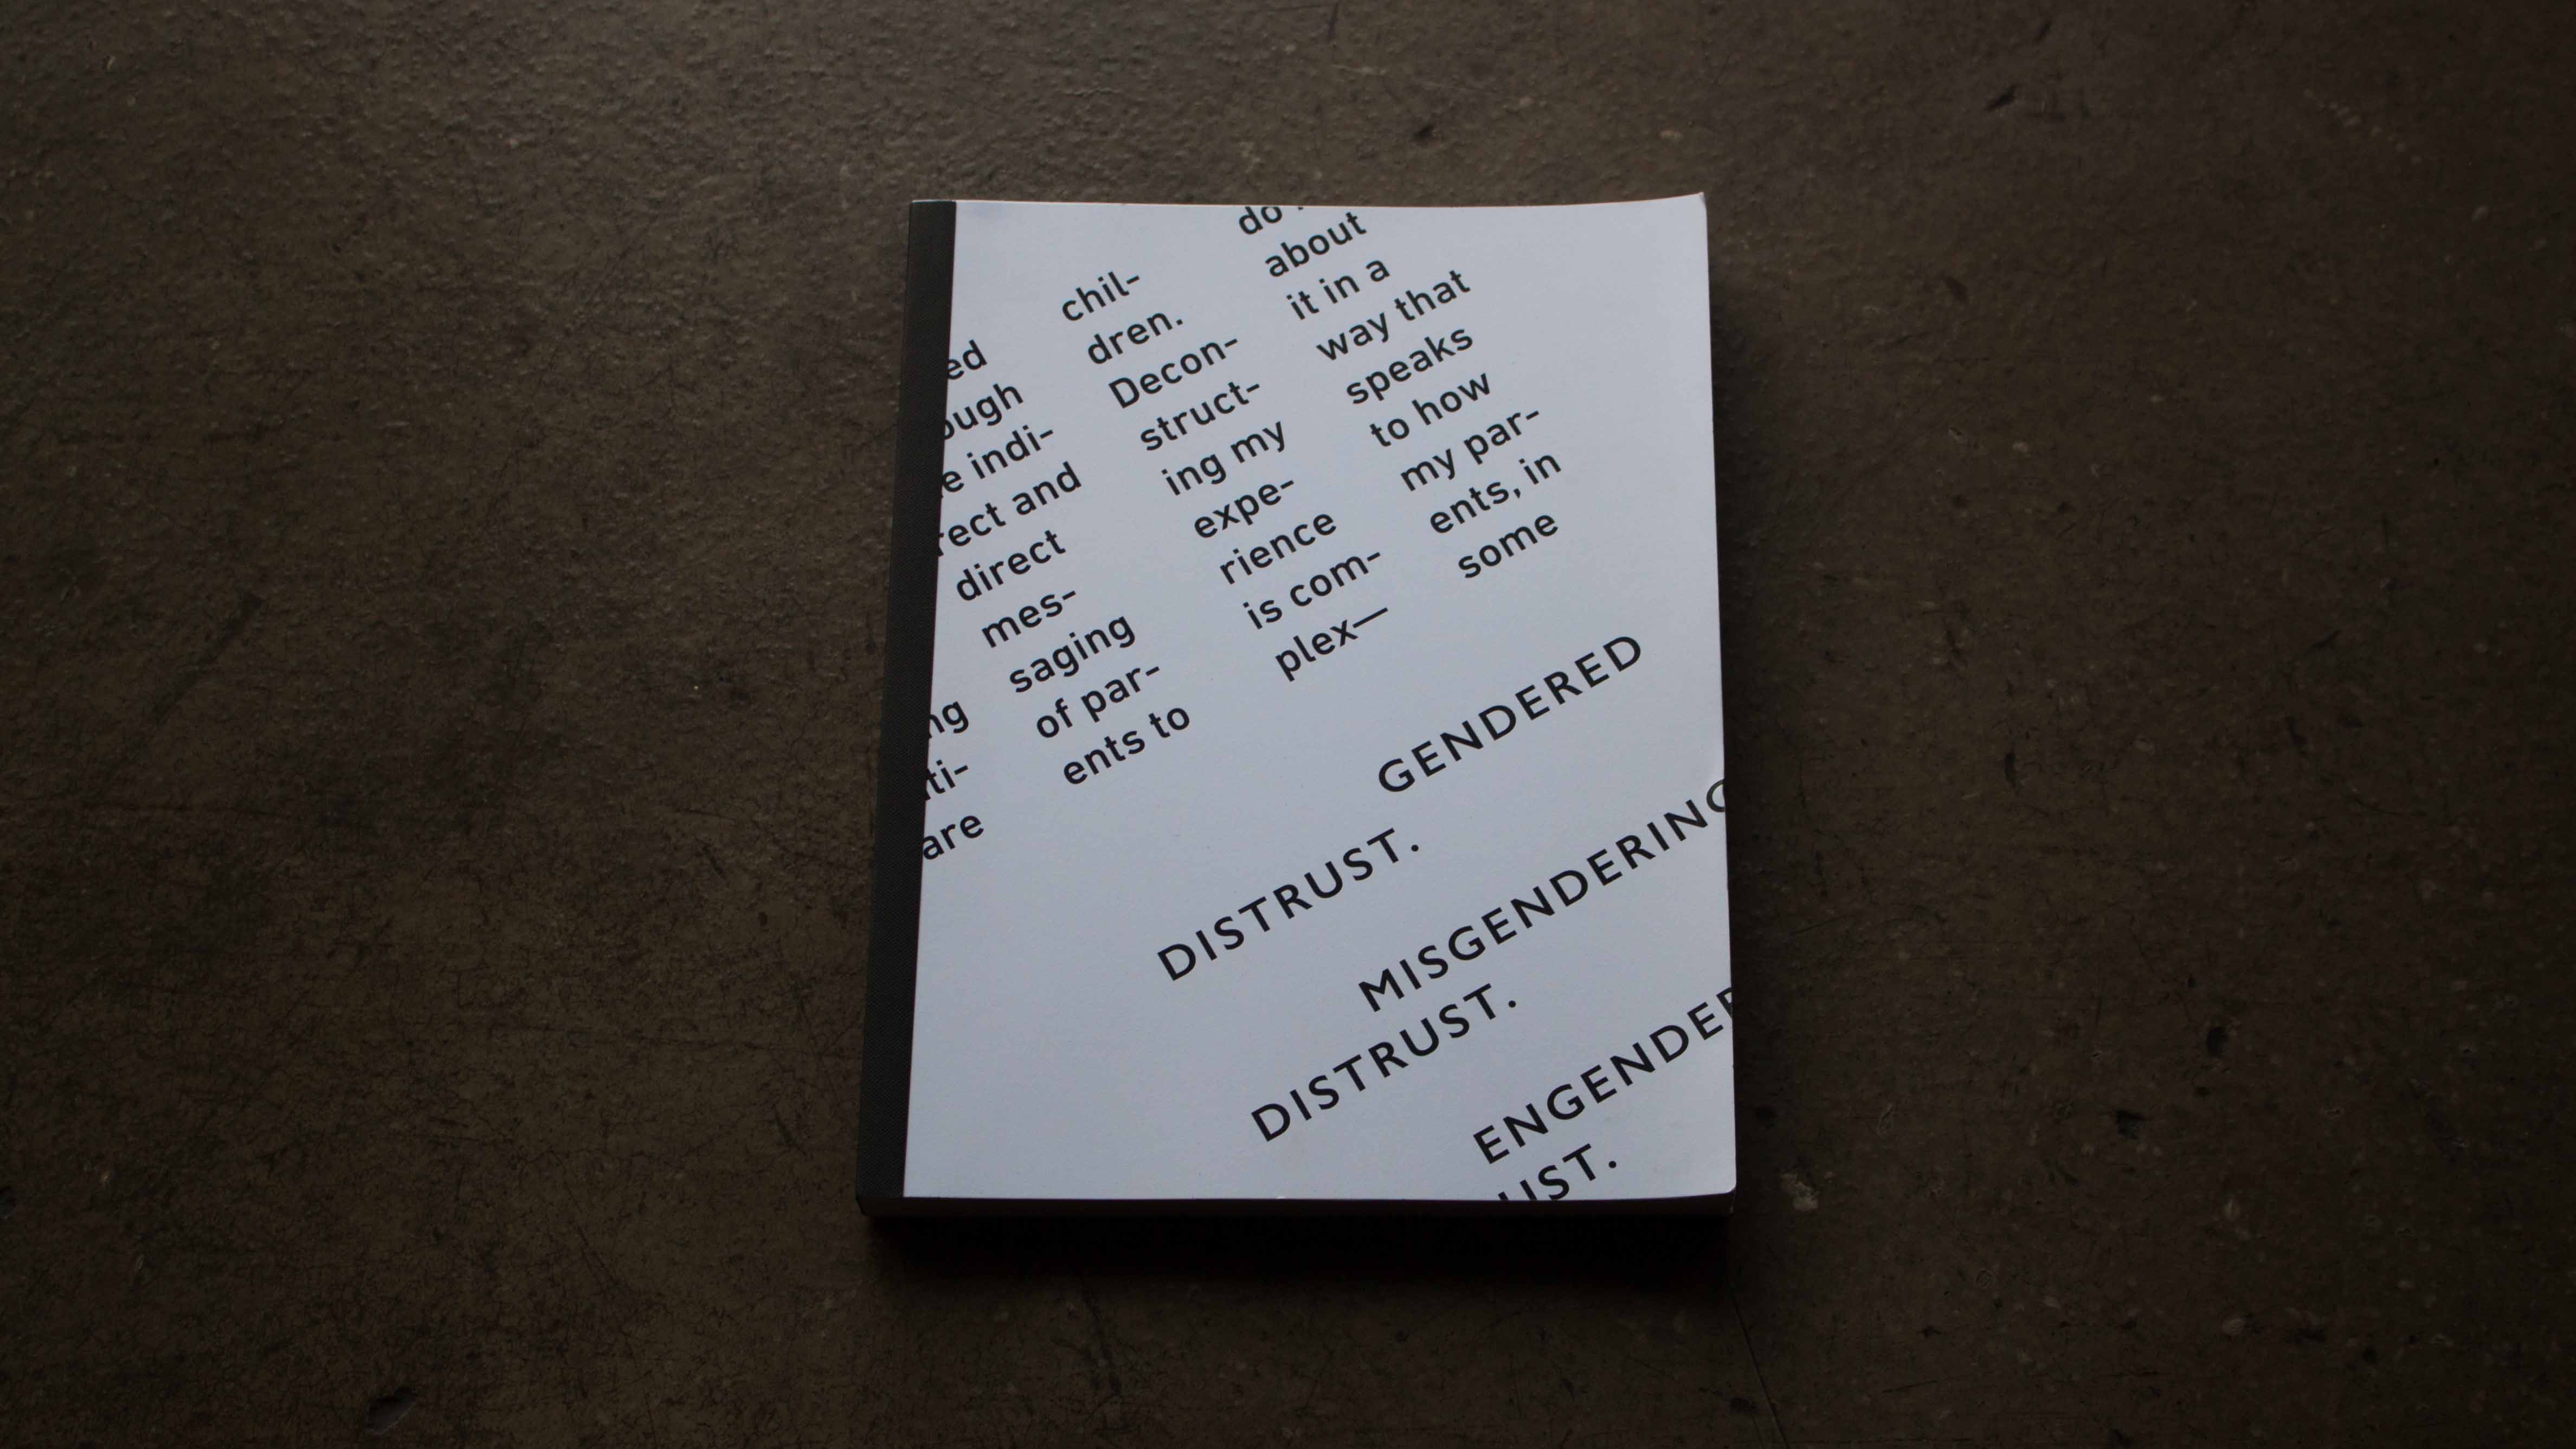 ed
ough
e indi-
rect and
direct
mes-
saging
of par-
ents to
ng
ti-
are
chil-
dren.
Decon-
struct-
ing my
expe-
rience
is com-
plex—
do
about
it in a
way that
speaks
to how
my par-
ents, in
some
GENDERED
DISTRUST.
MISGENDERING
DISTRUST.
ENGENDER
UST.